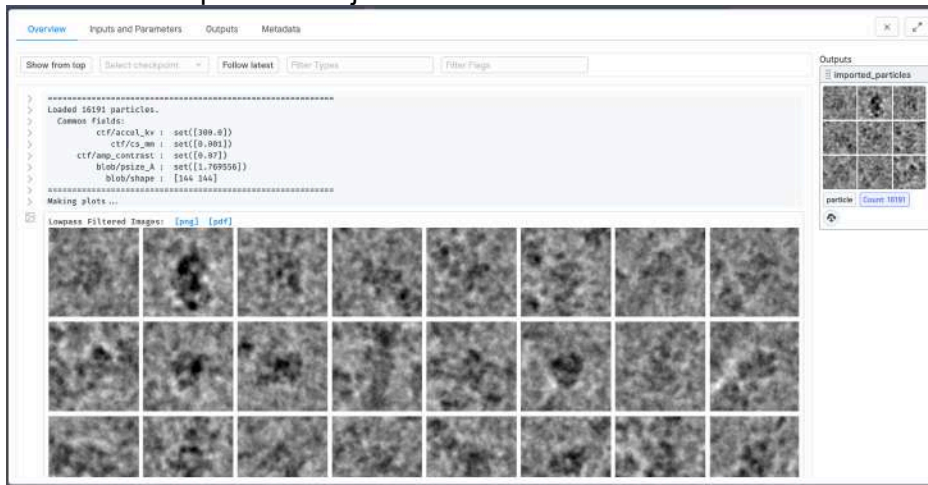 Overview Inputs and Parameters Outputs Metadata
Show from top Select checkpoint Follow latest Filter Types Filter Flags
Outputs
imported_particles
============================================================
Loaded 16191 particles.
Common fields:
ctf/accel_kv : set([300.0])
ctf/cs_mm : set([0.001])
ctf/amp_contrast : set([0.07])
blob/psize_A : set([1.769556])
blob/shape : [144 144]
============================================================
Making plots...
particle Count 16191
Lowpass Filtered Images: [png] [pdf]